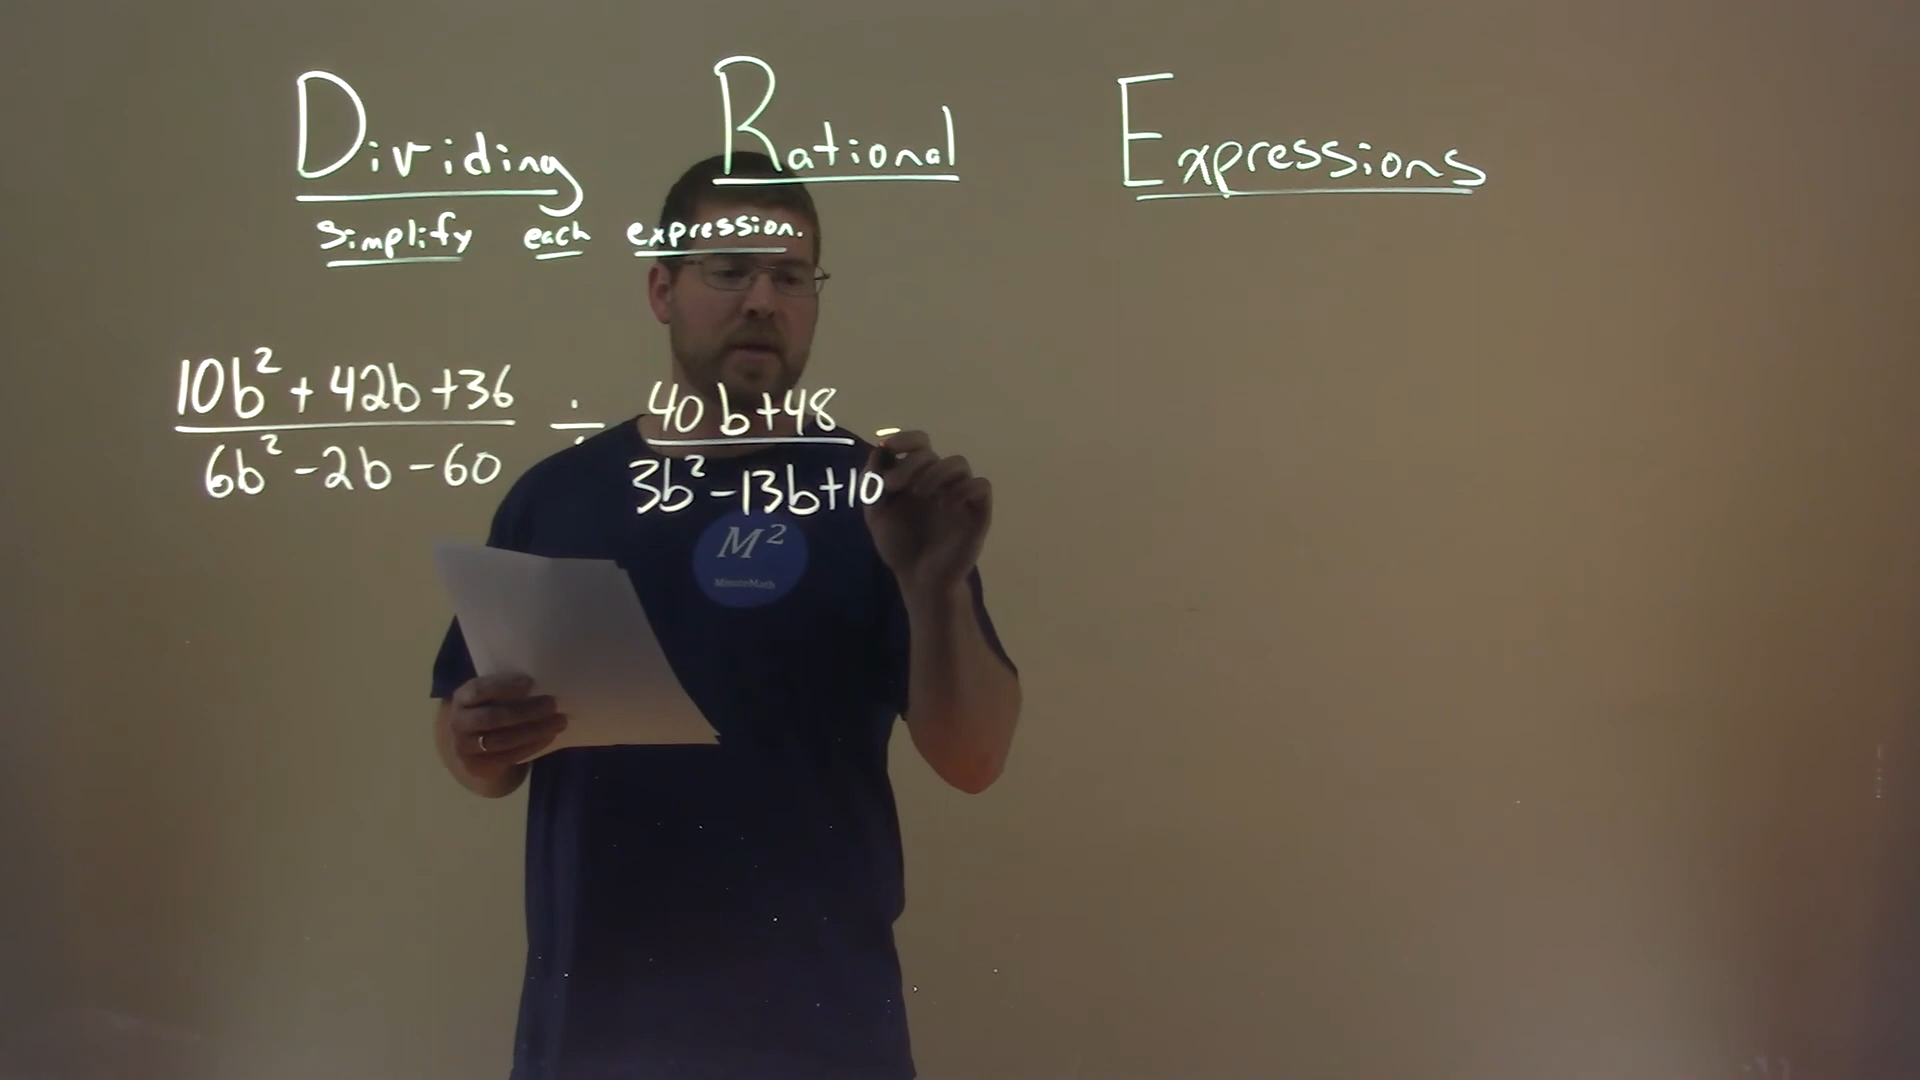 Dividing Rational Expressions
Simplify each expression.
10b² + 42b + 36 ÷ 40b + 48 =
6b² - 2b - 60 3b² - 13b + 10
M²
MinuteMath